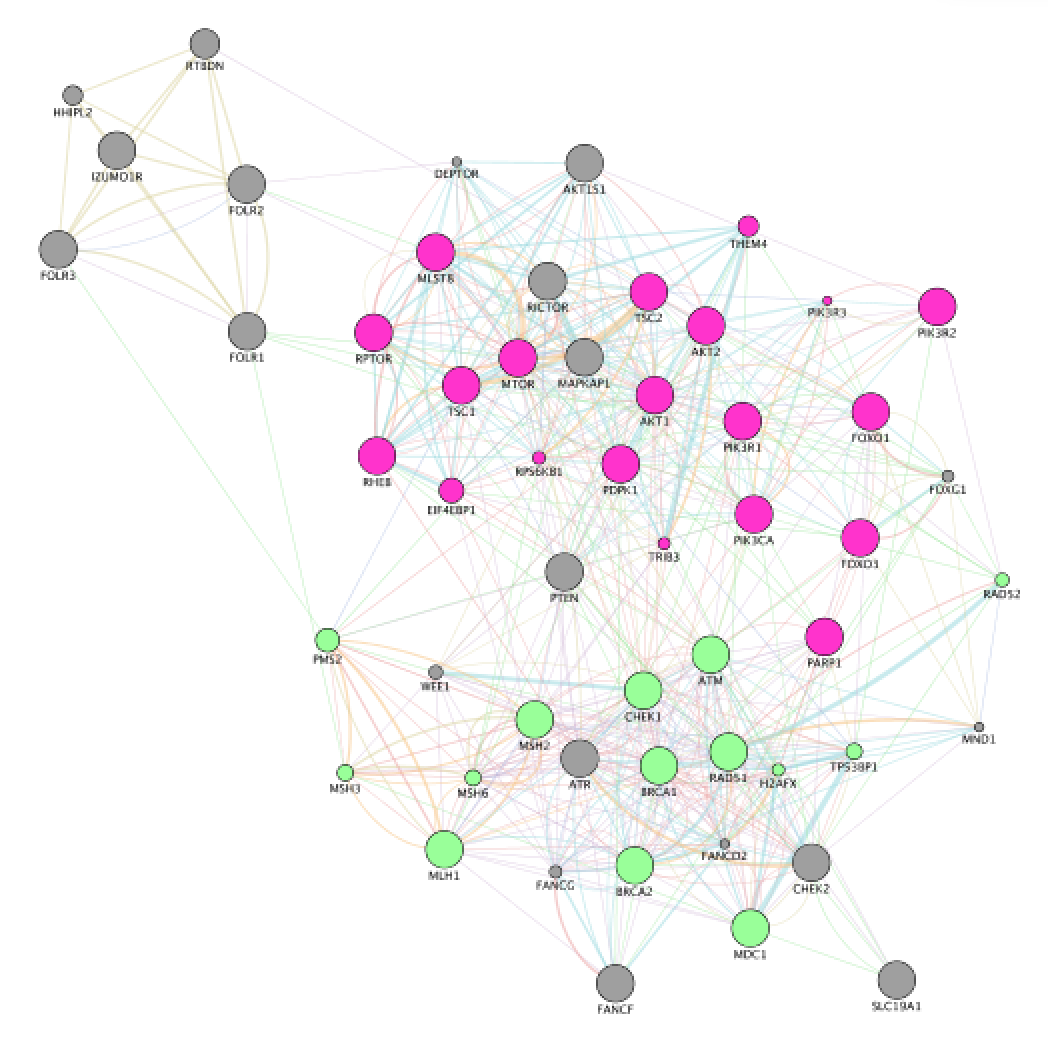 RTBDN
HHIPL2
IZUMO1R
DEPTOR
AKT1S1
FOLR2
THEM4
FOLR3
MLST8
RICTOR
TSC2
PIK3R3
PIK3R2
FOLR1
RPTOR
AKT2
MTOR
MAPKAP1
TSC1
AKT1
PIK3R1
FOXO1
RPS6KB1
RHEB
PDPK1
FOXG1
EIF4EBP1
PIK3CA
TRIB3
FOXO3
PTEN
RAD52
PMS2
PARP1
ATM
WEE1
CHEK1
MSH2
MND1
TP53BP1
RAD51
H2AFX
ATR
BRCA1
MSH3
MSH6
FANCD2
MLH1
FANCG
BRCA2
CHEK2
MDC1
FANCF
SLC19A1